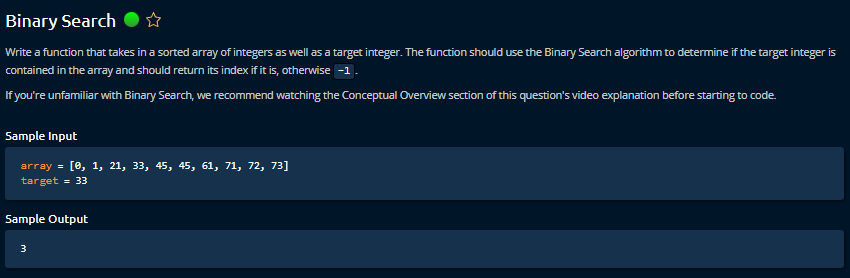 Binary Search
Write a function that takes in a sorted array of integers as well as a target integer. The function should use the Binary Search algorithm to determine if the target integer is
contained in the array and should return its index if it is, otherwise -1 .
If you're unfamiliar with Binary Search, we recommend watching the Conceptual Overview section of this question's video explanation before starting to code.
Sample Input
array = [0, 1, 21, 33, 45, 45, 61, 71, 72, 73]
target = 33
Sample Output
3